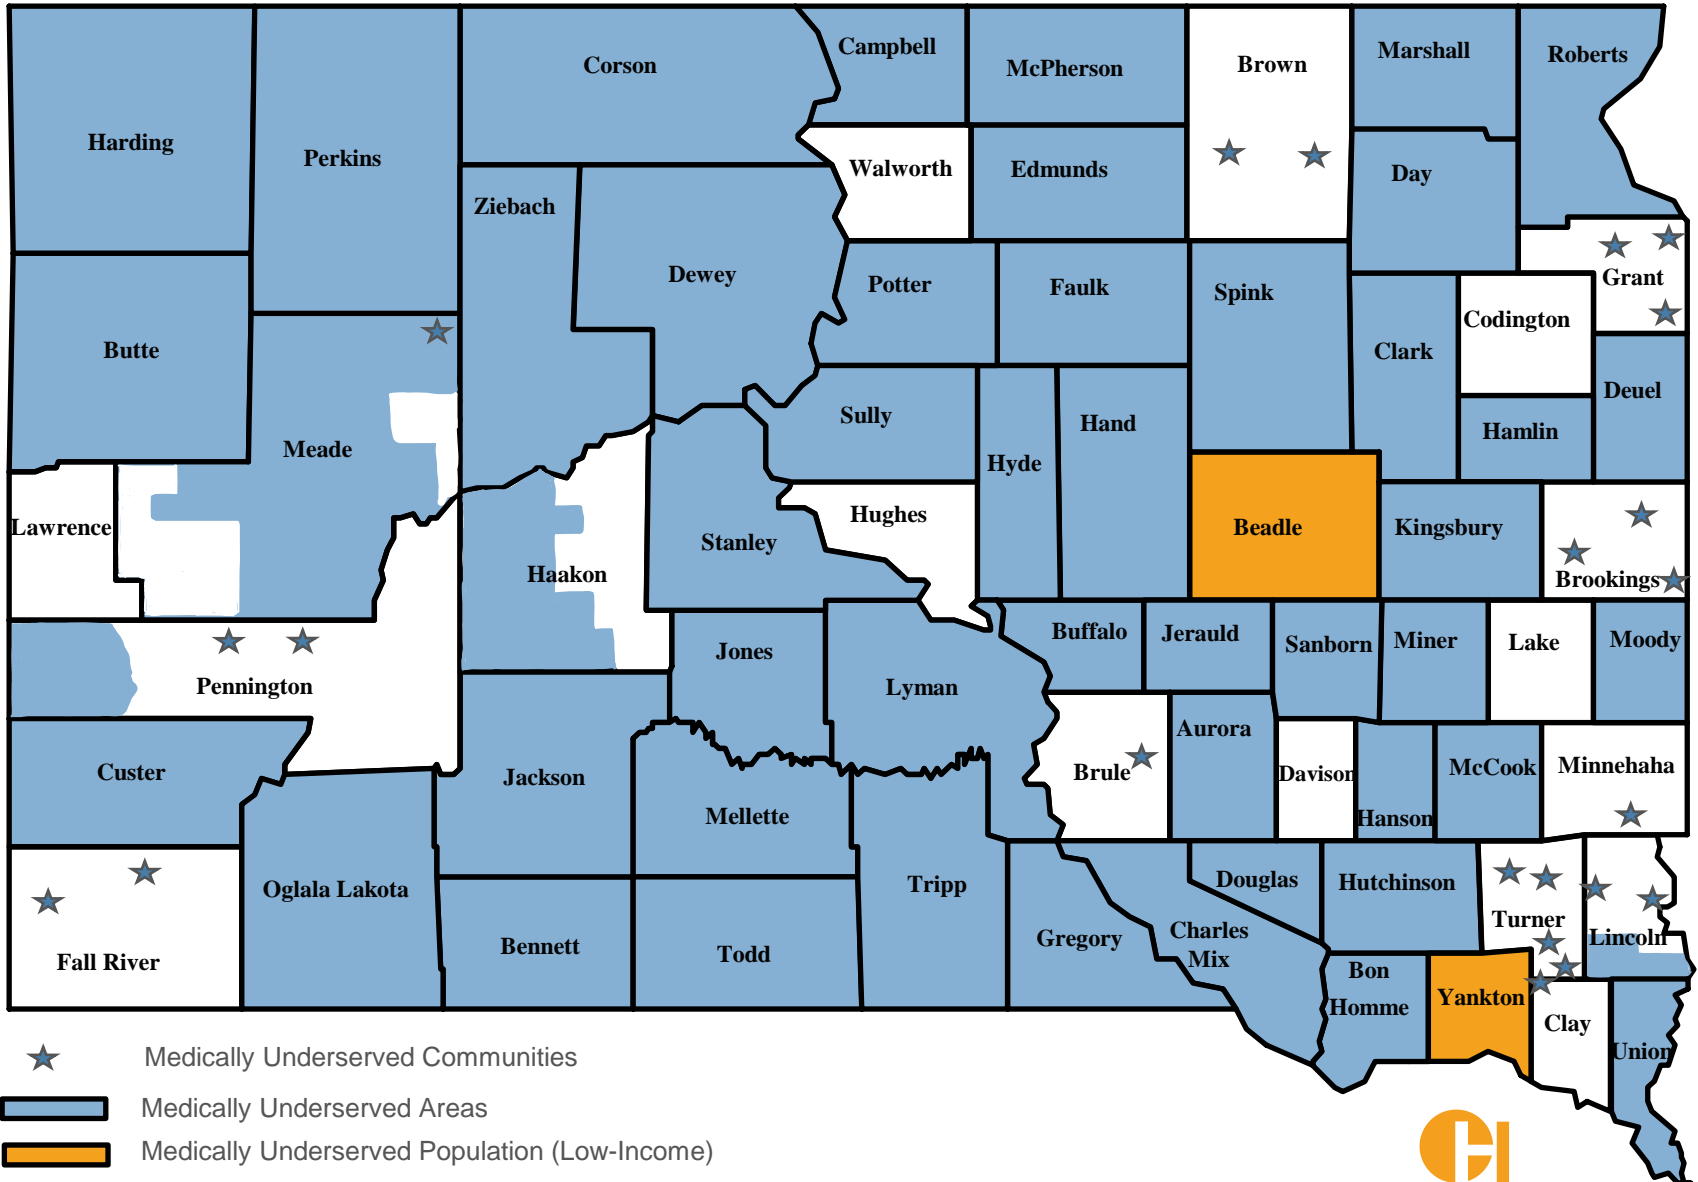 Campbell
Marshall
Roberts
Corson
McPherson
Brown
Harding
Perkins
Walworth
Edmunds
Day
Ziebach
Dewey
Potter
Faulk
Spink
Grant
Codington
Butte
Clark
Deuel
Meade
Sully
Hand
Hamlin
Hyde
Lawrence
Hughes
Stanley
Beadle
Kingsbury
Haakon
Brookings
Buffalo
Jerauld
Sanborn
Miner
Lake
Moody
Jones
Pennington
Lyman
Aurora
Custer
Jackson
Brule
Davison
McCook
Minnehaha
Mellette
Hanson
Oglala Lakota
Tripp
Douglas
Hutchinson
Turner
Fall River
Bennett
Todd
Gregory
Charles
Mix
Lincoln
Bon
Homme
Yankton
Clay
Union
Medically Underserved Communities
Medically Underserved Areas
Medically Underserved Population (Low-Income)